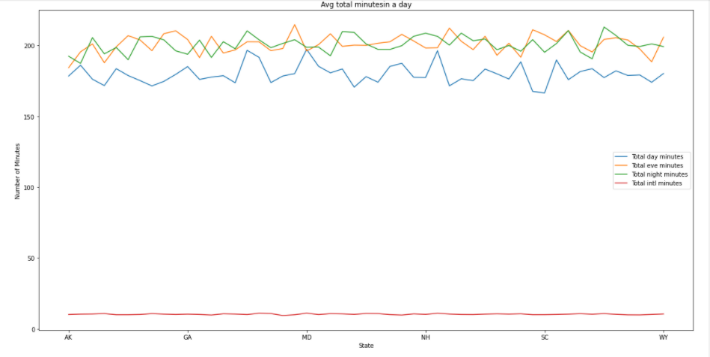 Avg total minutesin a day
Number of Minutes
200
150
100
50
0
Total day minutes
Total eve minutes
Total night minutes
Total intl minutes
AK GA MD NH SC WY
State